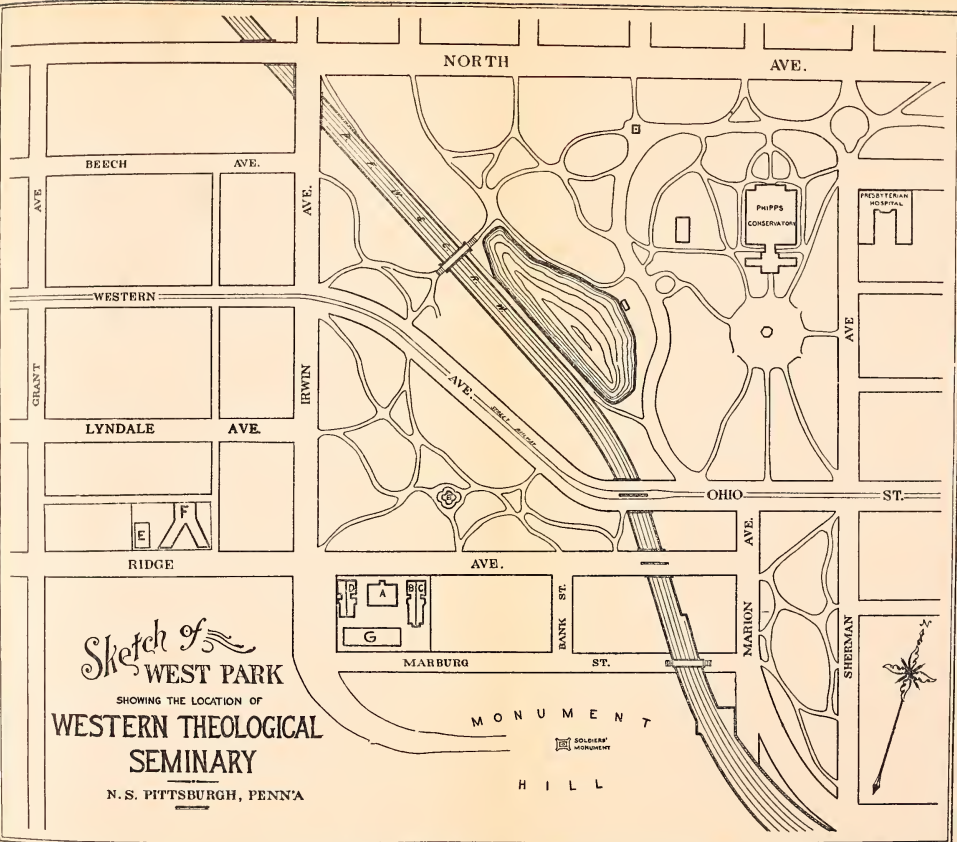 NORTH AVE.
BEECH AVE.
AVE
AVE.
PRESBYTERIAN
HOSPITAL
PHIPPS
CONSERVATORY
WESTERN
AVE.
STREET RAILWAY
GRANT
IRWIN
AVE
LYNDALE AVE.
OHIO ST.
E
F
RIDGE AVE.
AVE.
D
A
B C
G
BANK ST.
MARION
SHERMAN
MARBURG ST.
Sketch of
WEST PARK
SHOWING THE LOCATION OF
WESTERN THEOLOGICAL
SEMINARY
N. S. PITTSBURGH, PENN'A
MONUMENT
SOLDIERS'
MONUMENT
HILL